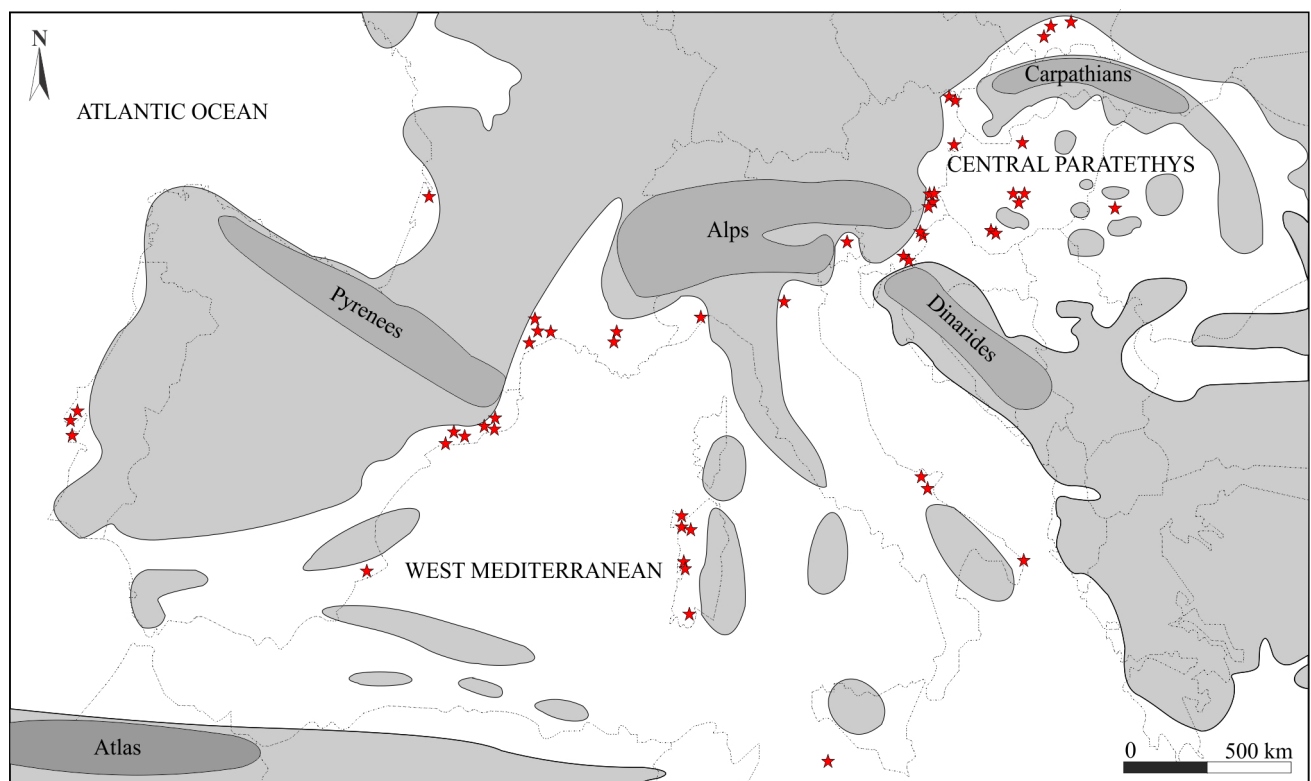 N
Carpathians
ATLANTIC OCEAN
CENTRAL PARATETHYS
Alps
Pyrenees
Dinarides
WEST MEDITERRANEAN
Atlas
0 500 km